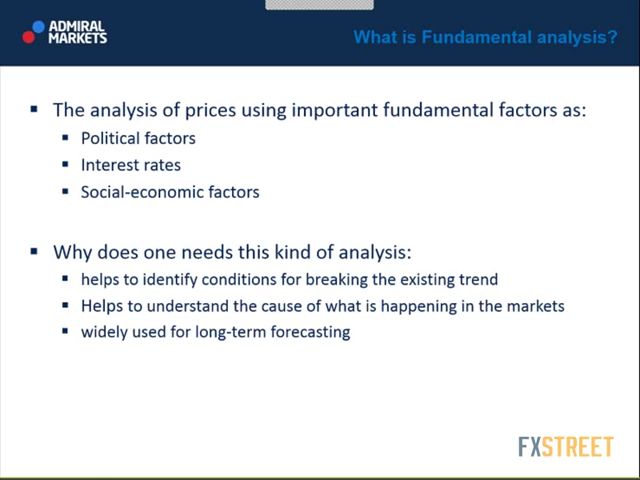 ADMIRAL
MARKETS
What is Fundamental analysis?
The analysis of prices using important fundamental factors as:
Political factors
Interest rates
Social-economic factors
Why does one needs this kind of analysis:
helps to identify conditions for breaking the existing trend
Helps to understand the cause of what is happening in the markets
widely used for long-term forecasting
FXSTREET